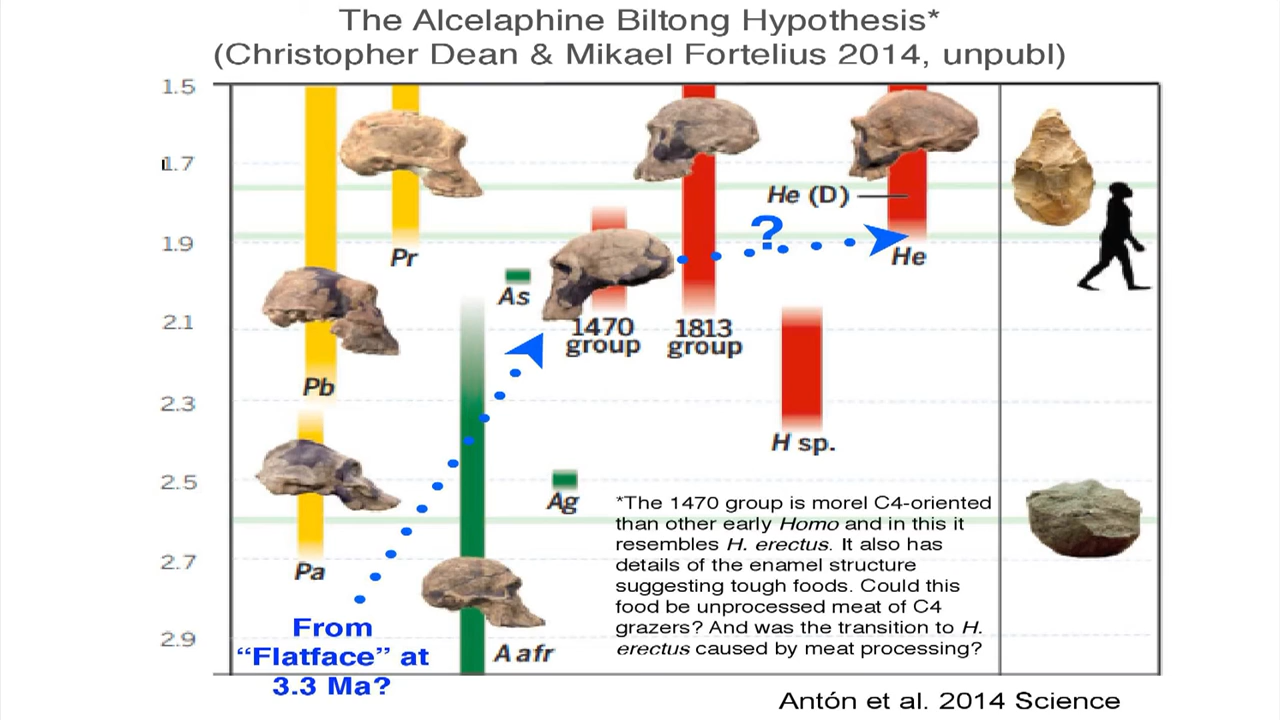 The Alcelaphine Biltong Hypothesis*
(Christopher Dean & Mikael Fortelius 2014, unpubl)
1.5
1.7
1.9
2.1
2.3
2.5
2.7
2.9
Pr
He (D)
?
He
As
1470
group
1813
group
Pb
H sp.
Ag
Pa
A afr
From
“Flatface” at
3.3 Ma?
*The 1470 group is morel C4-oriented
than other early Homo and in this it
resembles H. erectus. It also has
details of the enamel structure
suggesting tough foods. Could this
food be unprocessed meat of C4
grazers? And was the transition to H.
erectus caused by meat processing?
Antón et al. 2014 Science